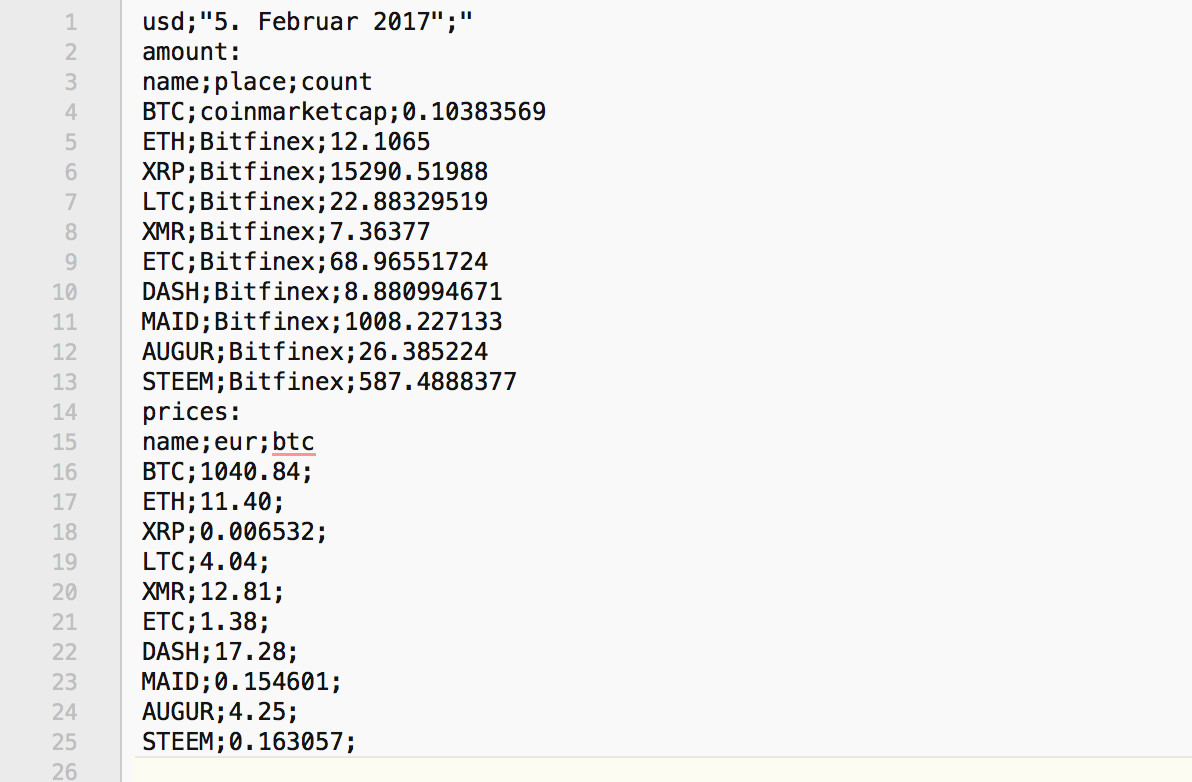 1 usd;"5. Februar 2017";"
2 amount:
3 name;place;count
4 BTC;coinmarketcap;0.10383569
5 ETH;Bitfinex;12.1065
6 XRP;Bitfinex;15290.51988
7 LTC;Bitfinex;22.88329519
8 XMR;Bitfinex;7.36377
9 ETC;Bitfinex;68.96551724
10 DASH;Bitfinex;8.880994671
11 MAID;Bitfinex;1008.227133
12 AUGUR;Bitfinex;26.385224
13 STEEM;Bitfinex;587.4888377
14 prices:
15 name;eur;btc
16 BTC;1040.84;
17 ETH;11.40;
18 XRP;0.006532;
19 LTC;4.04;
20 XMR;12.81;
21 ETC;1.38;
22 DASH;17.28;
23 MAID;0.154601;
24 AUGUR;4.25;
25 STEEM;0.163057;
26